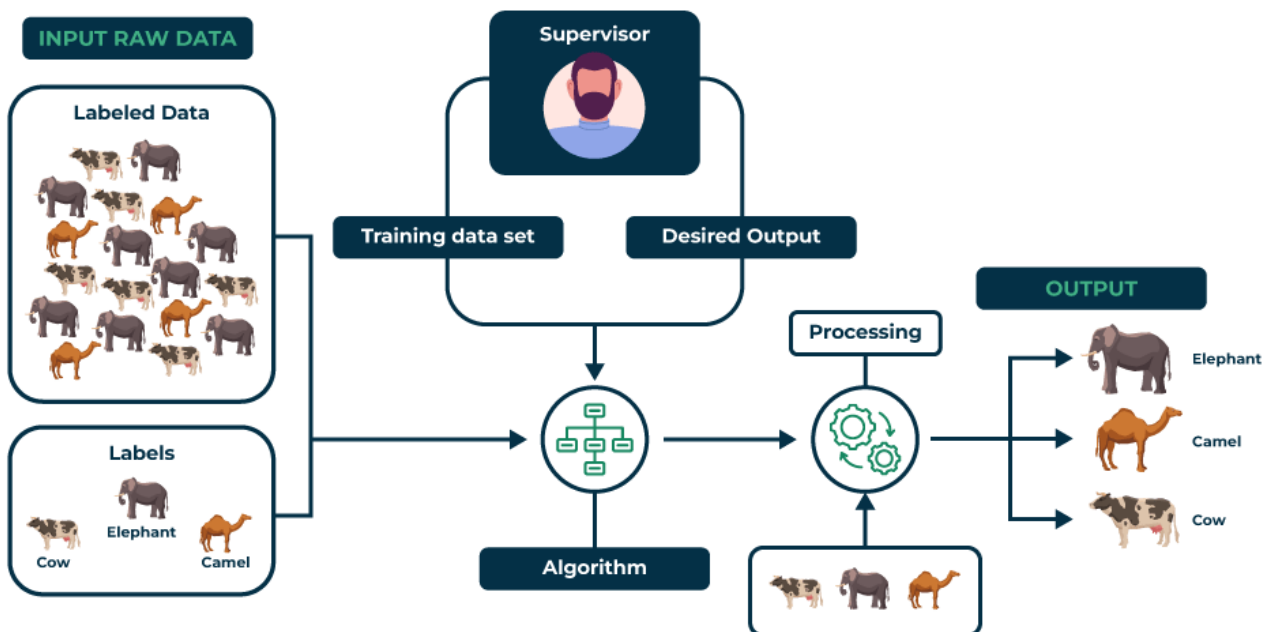 INPUT RAW DATA
Supervisor
Labeled Data
Training data set
Desired Output
OUTPUT
Processing
Elephant
Camel
Labels
Elephant
Cow
Camel
Cow
Algorithm